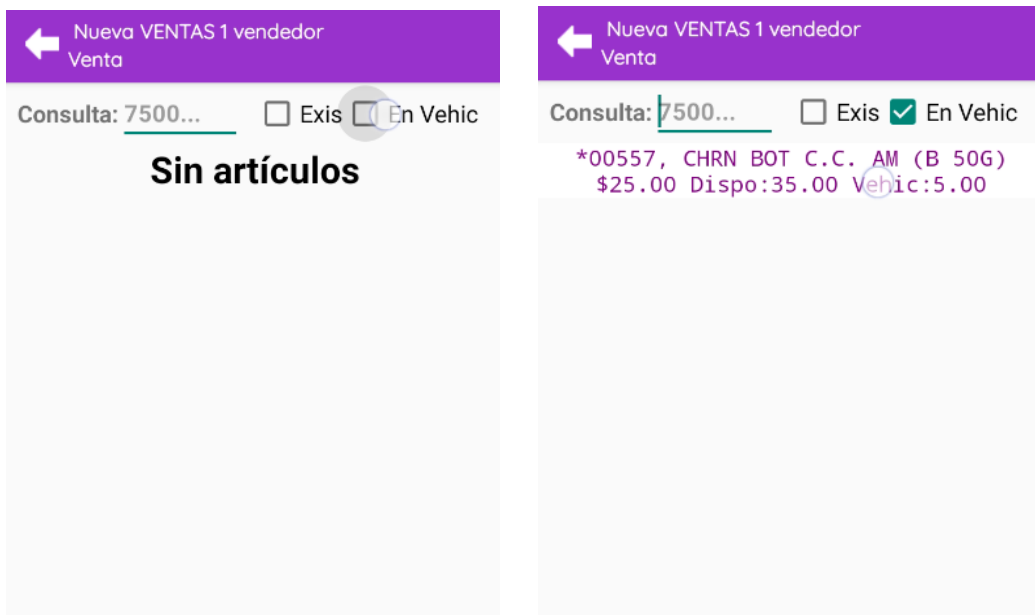 Nueva VENTAS 1 vendedor
Venta
Consulta: 7500... Exis En Vehic
Sin artículos
Nueva VENTAS 1 vendedor
Venta
Consulta: 7500... Exis En Vehic
*00557, CHRN BOT C.C. AM (B 50G)
$25.00 Dispo:35.00 Vehic:5.00